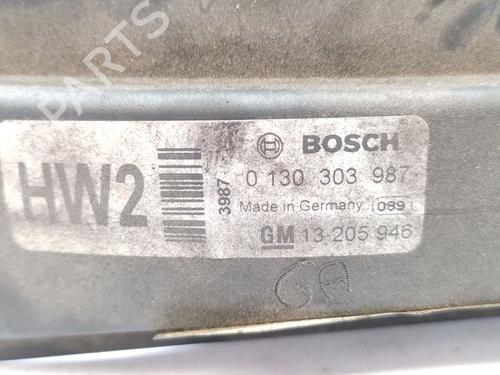 BOSCH
HW2
3987
0 130 303 987
Made in Germany (089)
GM 13 205 946
B-PARTS